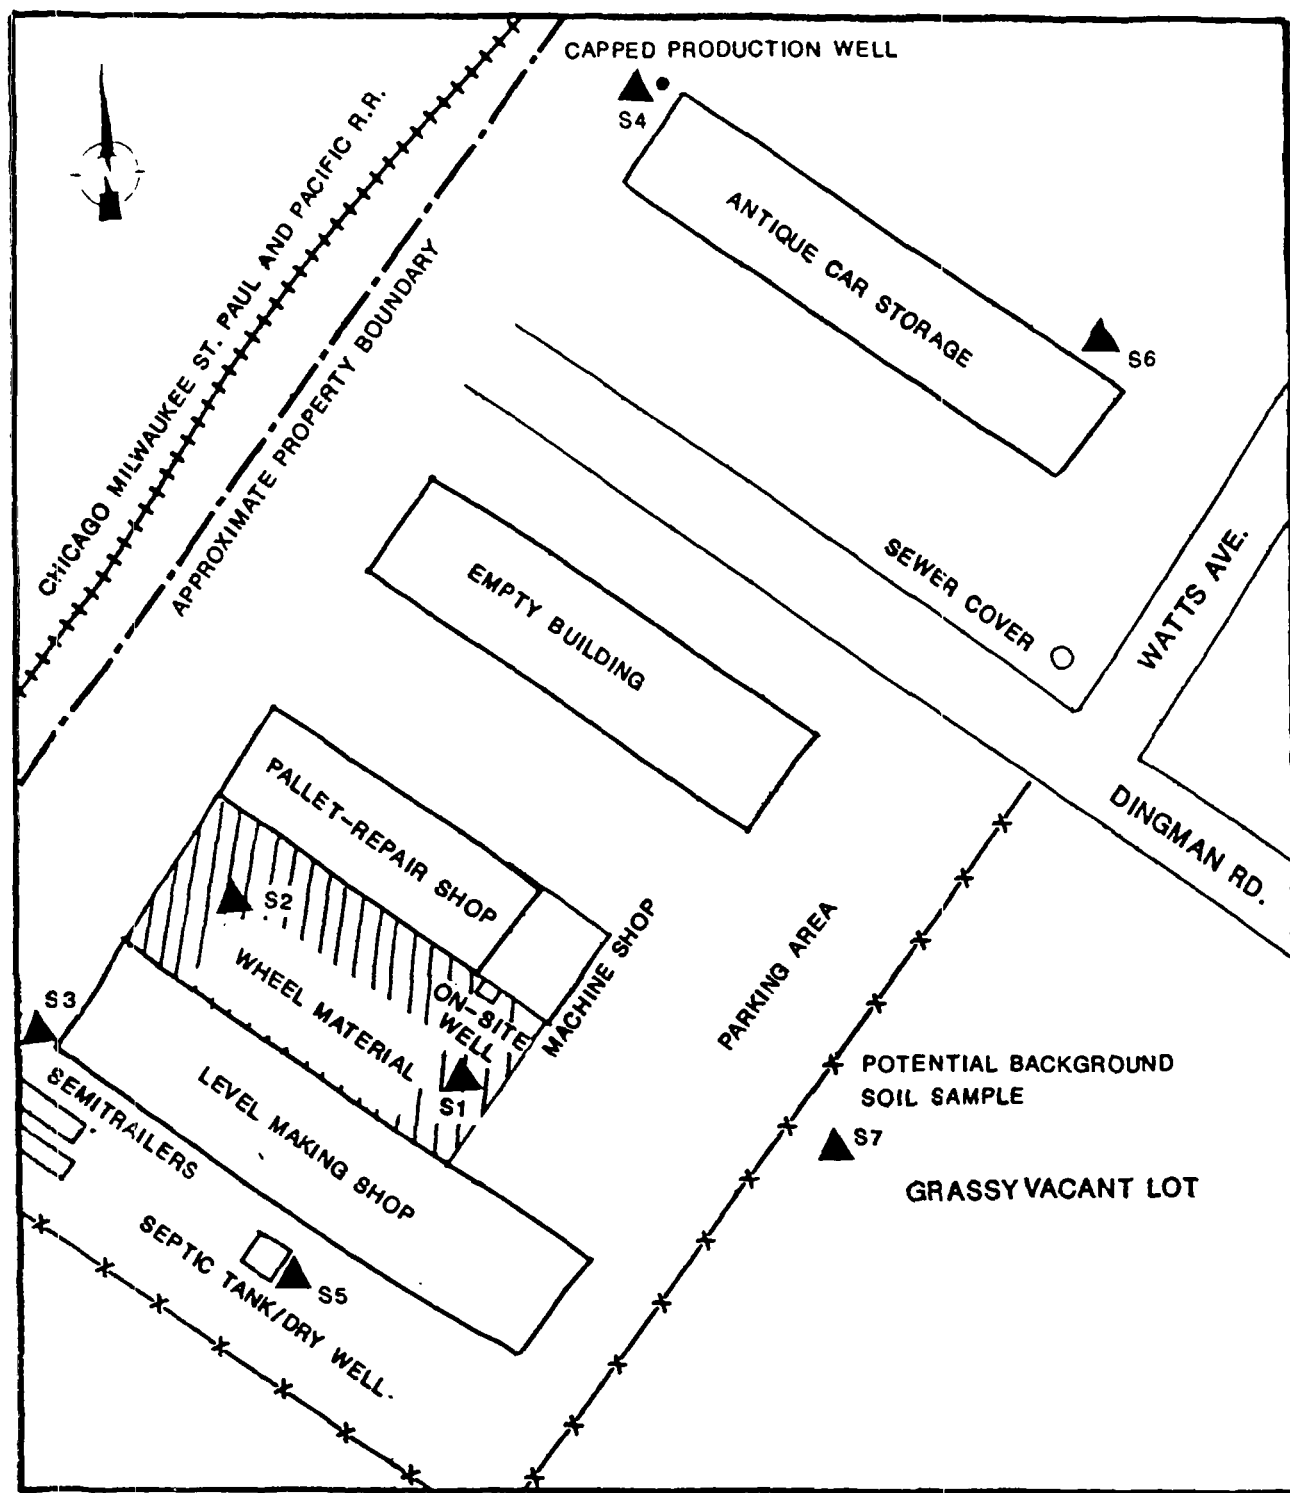 CAPPED PRODUCTION WELL
S4
CHICAGO MILWAUKEE ST. PAUL AND PACIFIC R.R.
APPROXIMATE PROPERTY BOUNDARY
ANTIQUE CAR STORAGE
S6
EMPTY BUILDING
SEWER COVER
WATTS AVE.
DINGMAN RD.
PALLET-REPAIR SHOP
S2
WHEEL MATERIAL
ON-SITE
WELL
MACHINE SHOP
PARKING AREA
S3
S1
SEMITRAILERS
LEVEL MAKING SHOP
POTENTIAL BACKGROUND
SOIL SAMPLE
S7
GRASSY VACANT LOT
SEPTIC TANK/DRY WELL.
S5